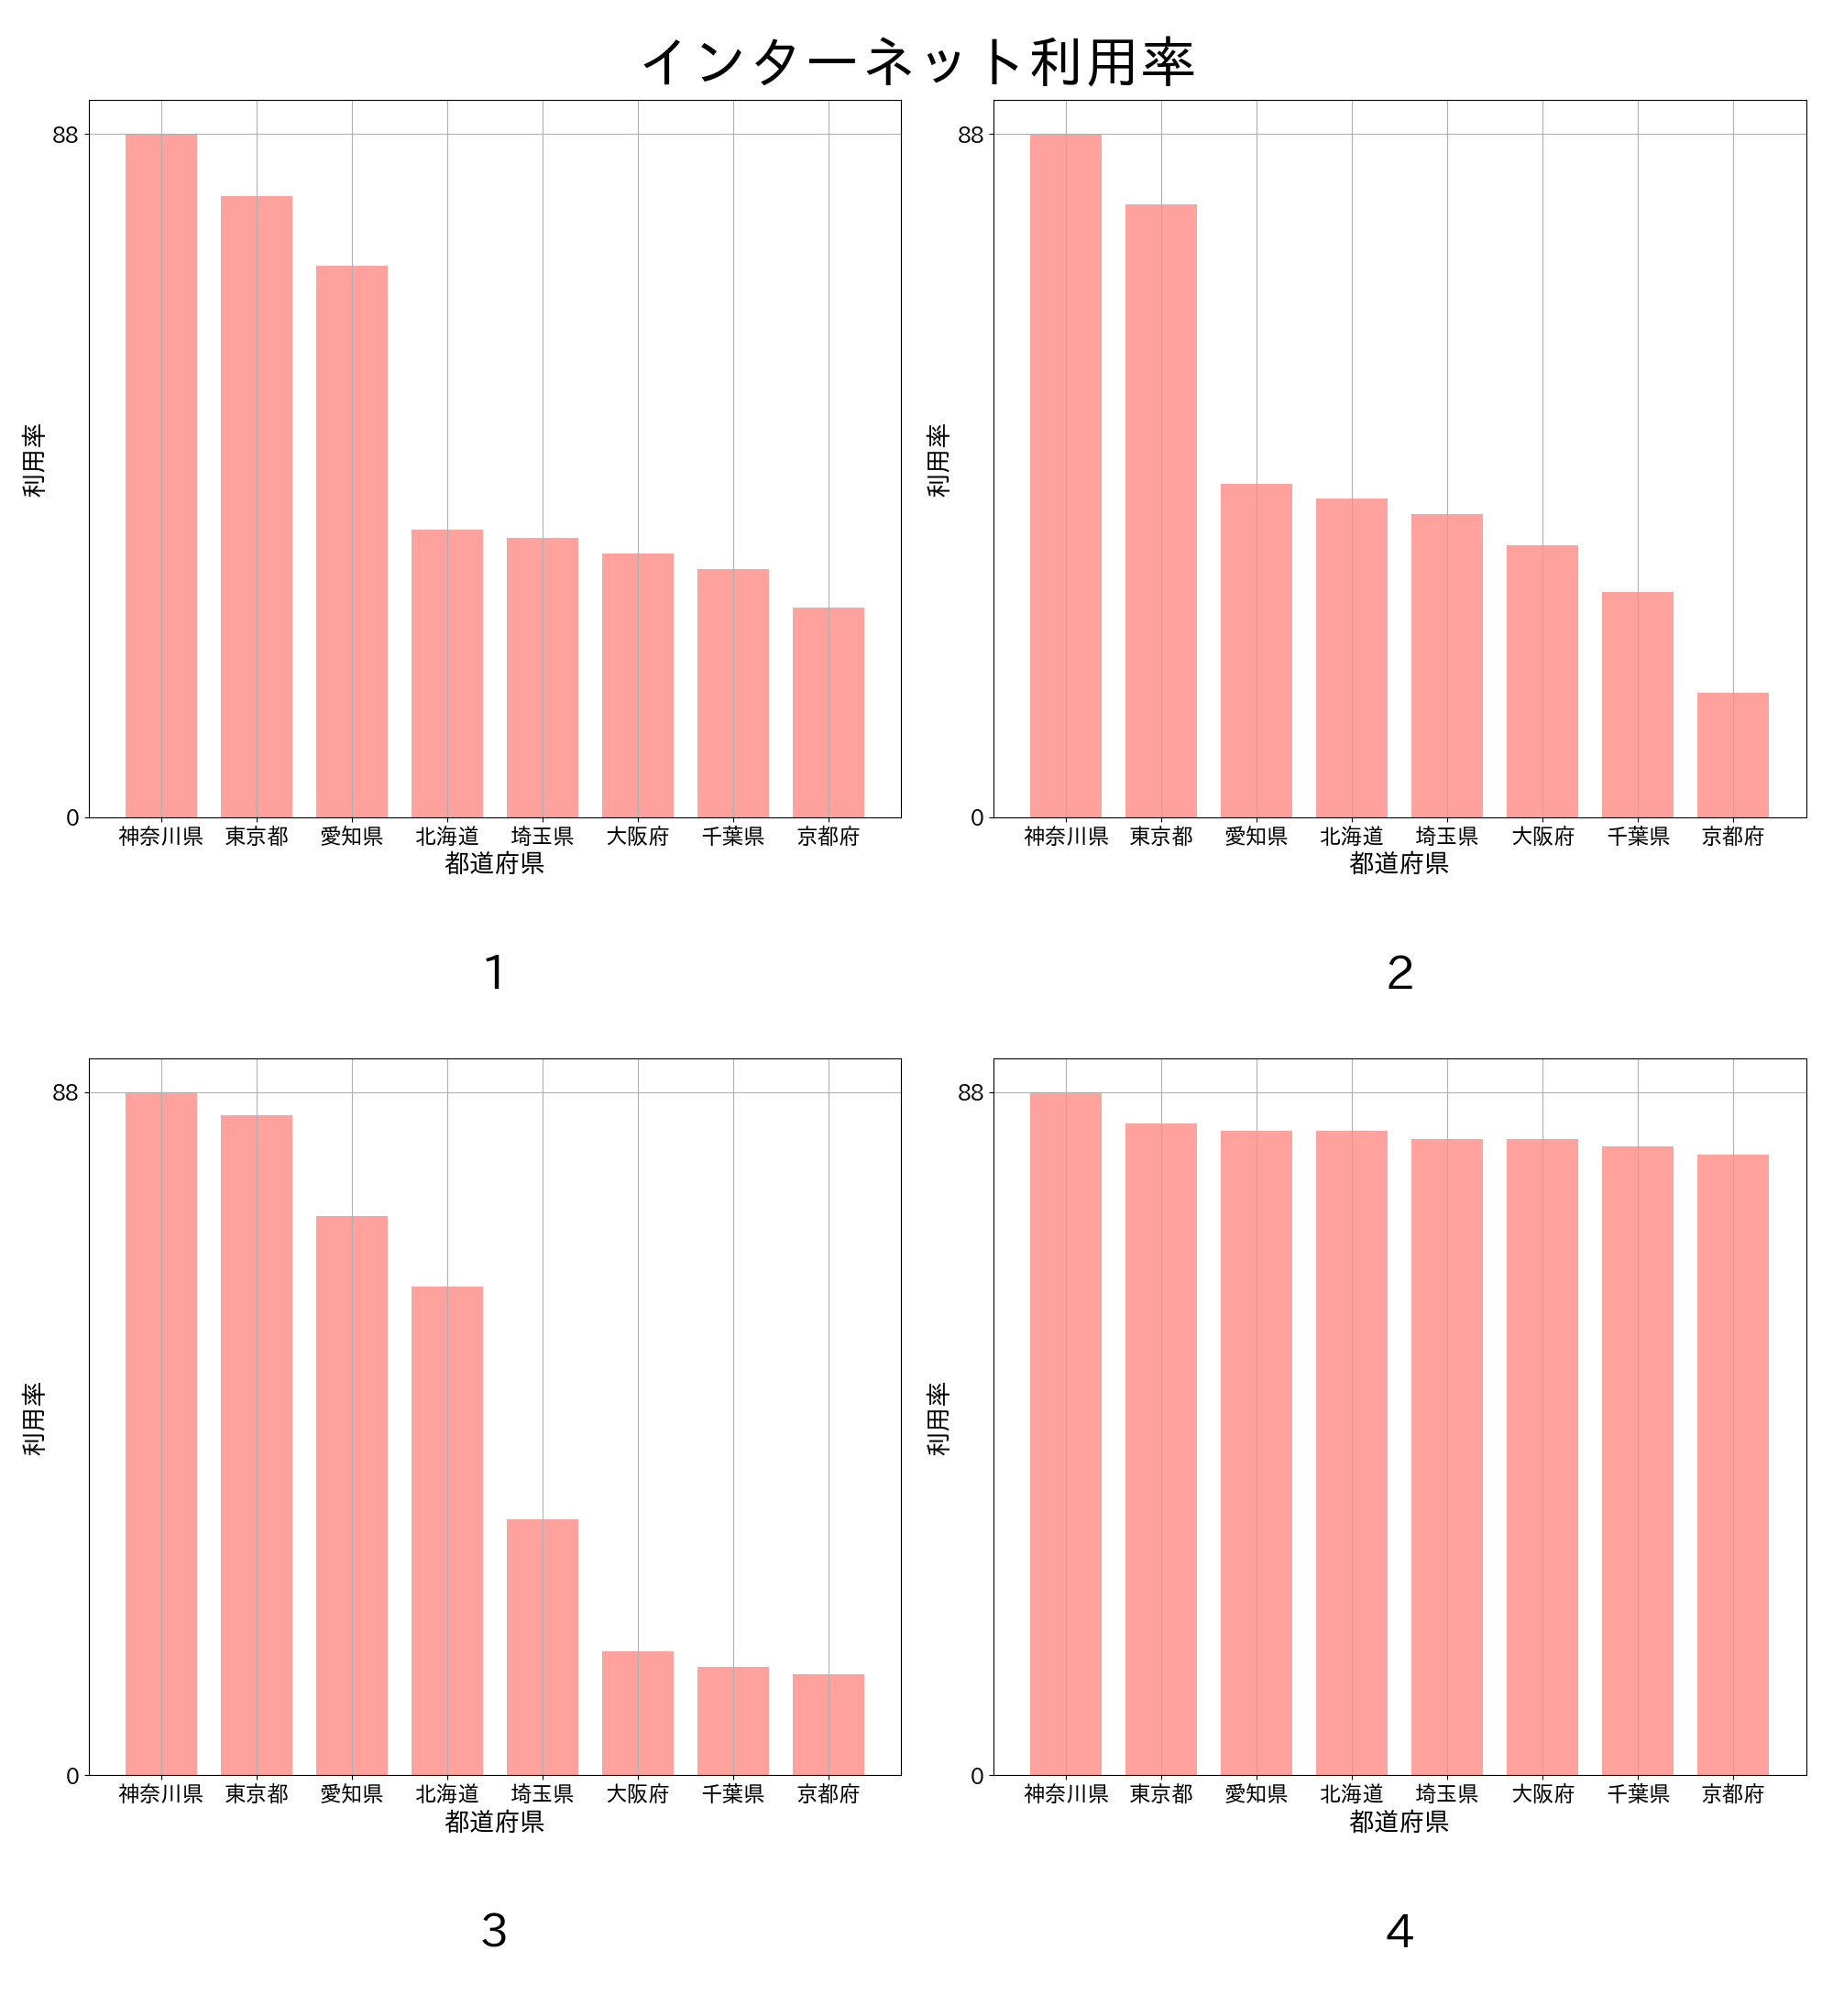 インターネット利用率
88
0
利用率
神奈川県 東京都 愛知県 北海道 埼玉県 大阪府 千葉県 京都府
都道府県
1
88
0
利用率
神奈川県 東京都 愛知県 北海道 埼玉県 大阪府 千葉県 京都府
都道府県
2
88
0
利用率
神奈川県 東京都 愛知県 北海道 埼玉県 大阪府 千葉県 京都府
都道府県
3
88
0
利用率
神奈川県 東京都 愛知県 北海道 埼玉県 大阪府 千葉県 京都府
都道府県
4